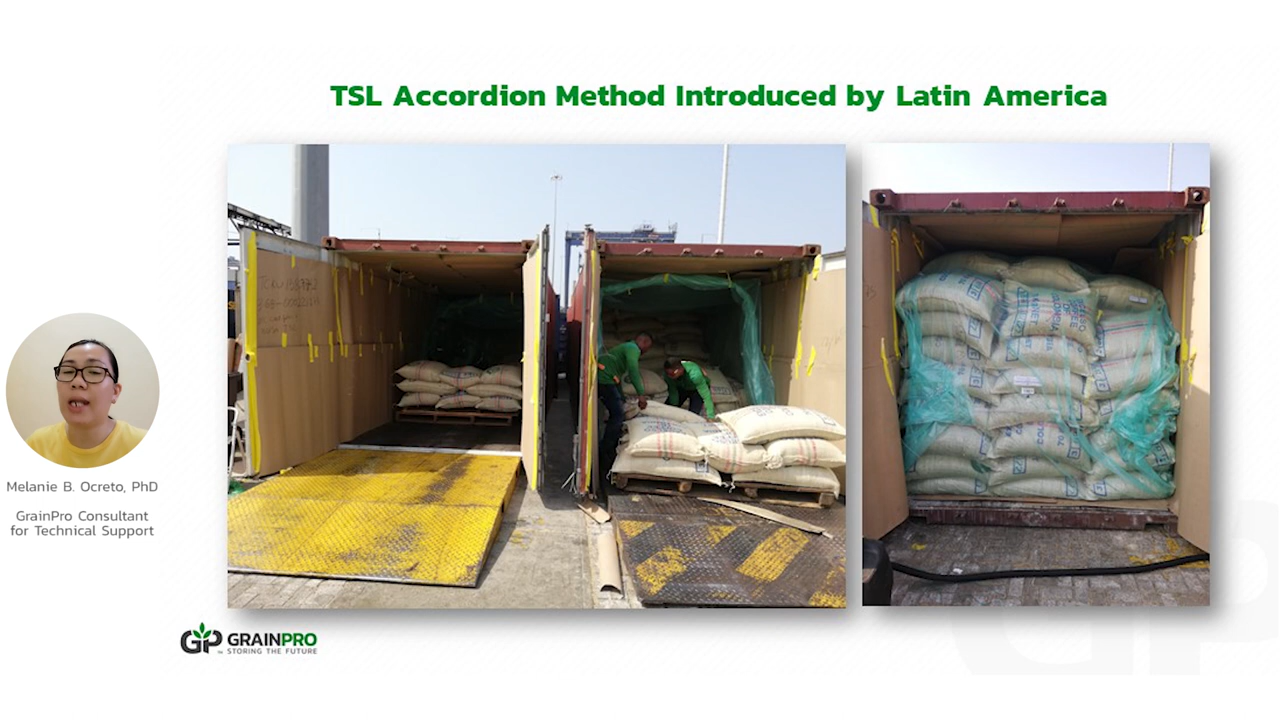 TSL Accordion Method Introduced by Latin America
Melanie B. Ocreto, PhD
GrainPro Consultant
for Technical Support
GP GRAINPRO
STORING THE FUTURE